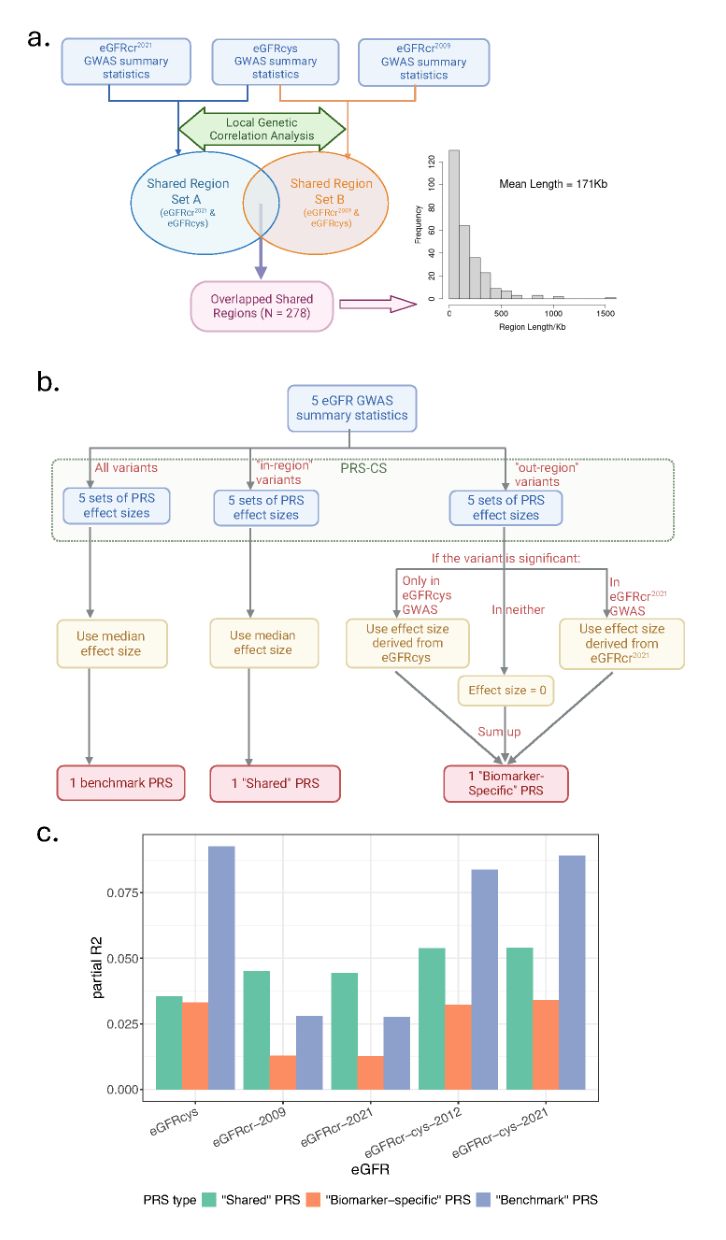 a.
eGFRcr²⁰²¹
GWAS summary
statistics
eGFRcys
GWAS summary
statistics
eGFRcr²⁰⁰⁹
GWAS summary
statistics
Local Genetic
Correlation Analysis
Shared Region
Set A
(eGFRcr²⁰²¹ &
eGFRcys)
Shared Region
Set B
(eGFRcr²⁰⁰⁹ &
eGFRcys)
Overlapped Shared
Regions (N = 278)
Mean Length = 171Kb
Frequency
120
100
80
60
40
20
0
0
500
1000
1500
Region Length/Kb
b.
5 eGFR GWAS
summary statistics
All variants
"in-region"
variants
PRS-CS
"out-region"
variants
5 sets of PRS
effect sizes
5 sets of PRS
effect sizes
5 sets of PRS
effect sizes
If the variant is significant:
Only in
eGFRcys
GWAS
In neither
In
eGFRcr²⁰²¹
GWAS
Use median
effect size
Use median
effect size
Use effect size
derived from
eGFRcys
Effect size = 0
Use effect size
derived from
eGFRcr²⁰²¹
Sum up
1 benchmark PRS
1 "Shared" PRS
1 "Biomarker-
Specific" PRS
c.
partial R2
0.075
0.050
0.025
0.000
eGFRcys
eGFRcr−2009
eGFRcr−2021
eGFRcr−cys−2012
eGFRcr−cys−2021
eGFR
PRS type "Shared" PRS "Biomarker−specific" PRS "Benchmark" PRS